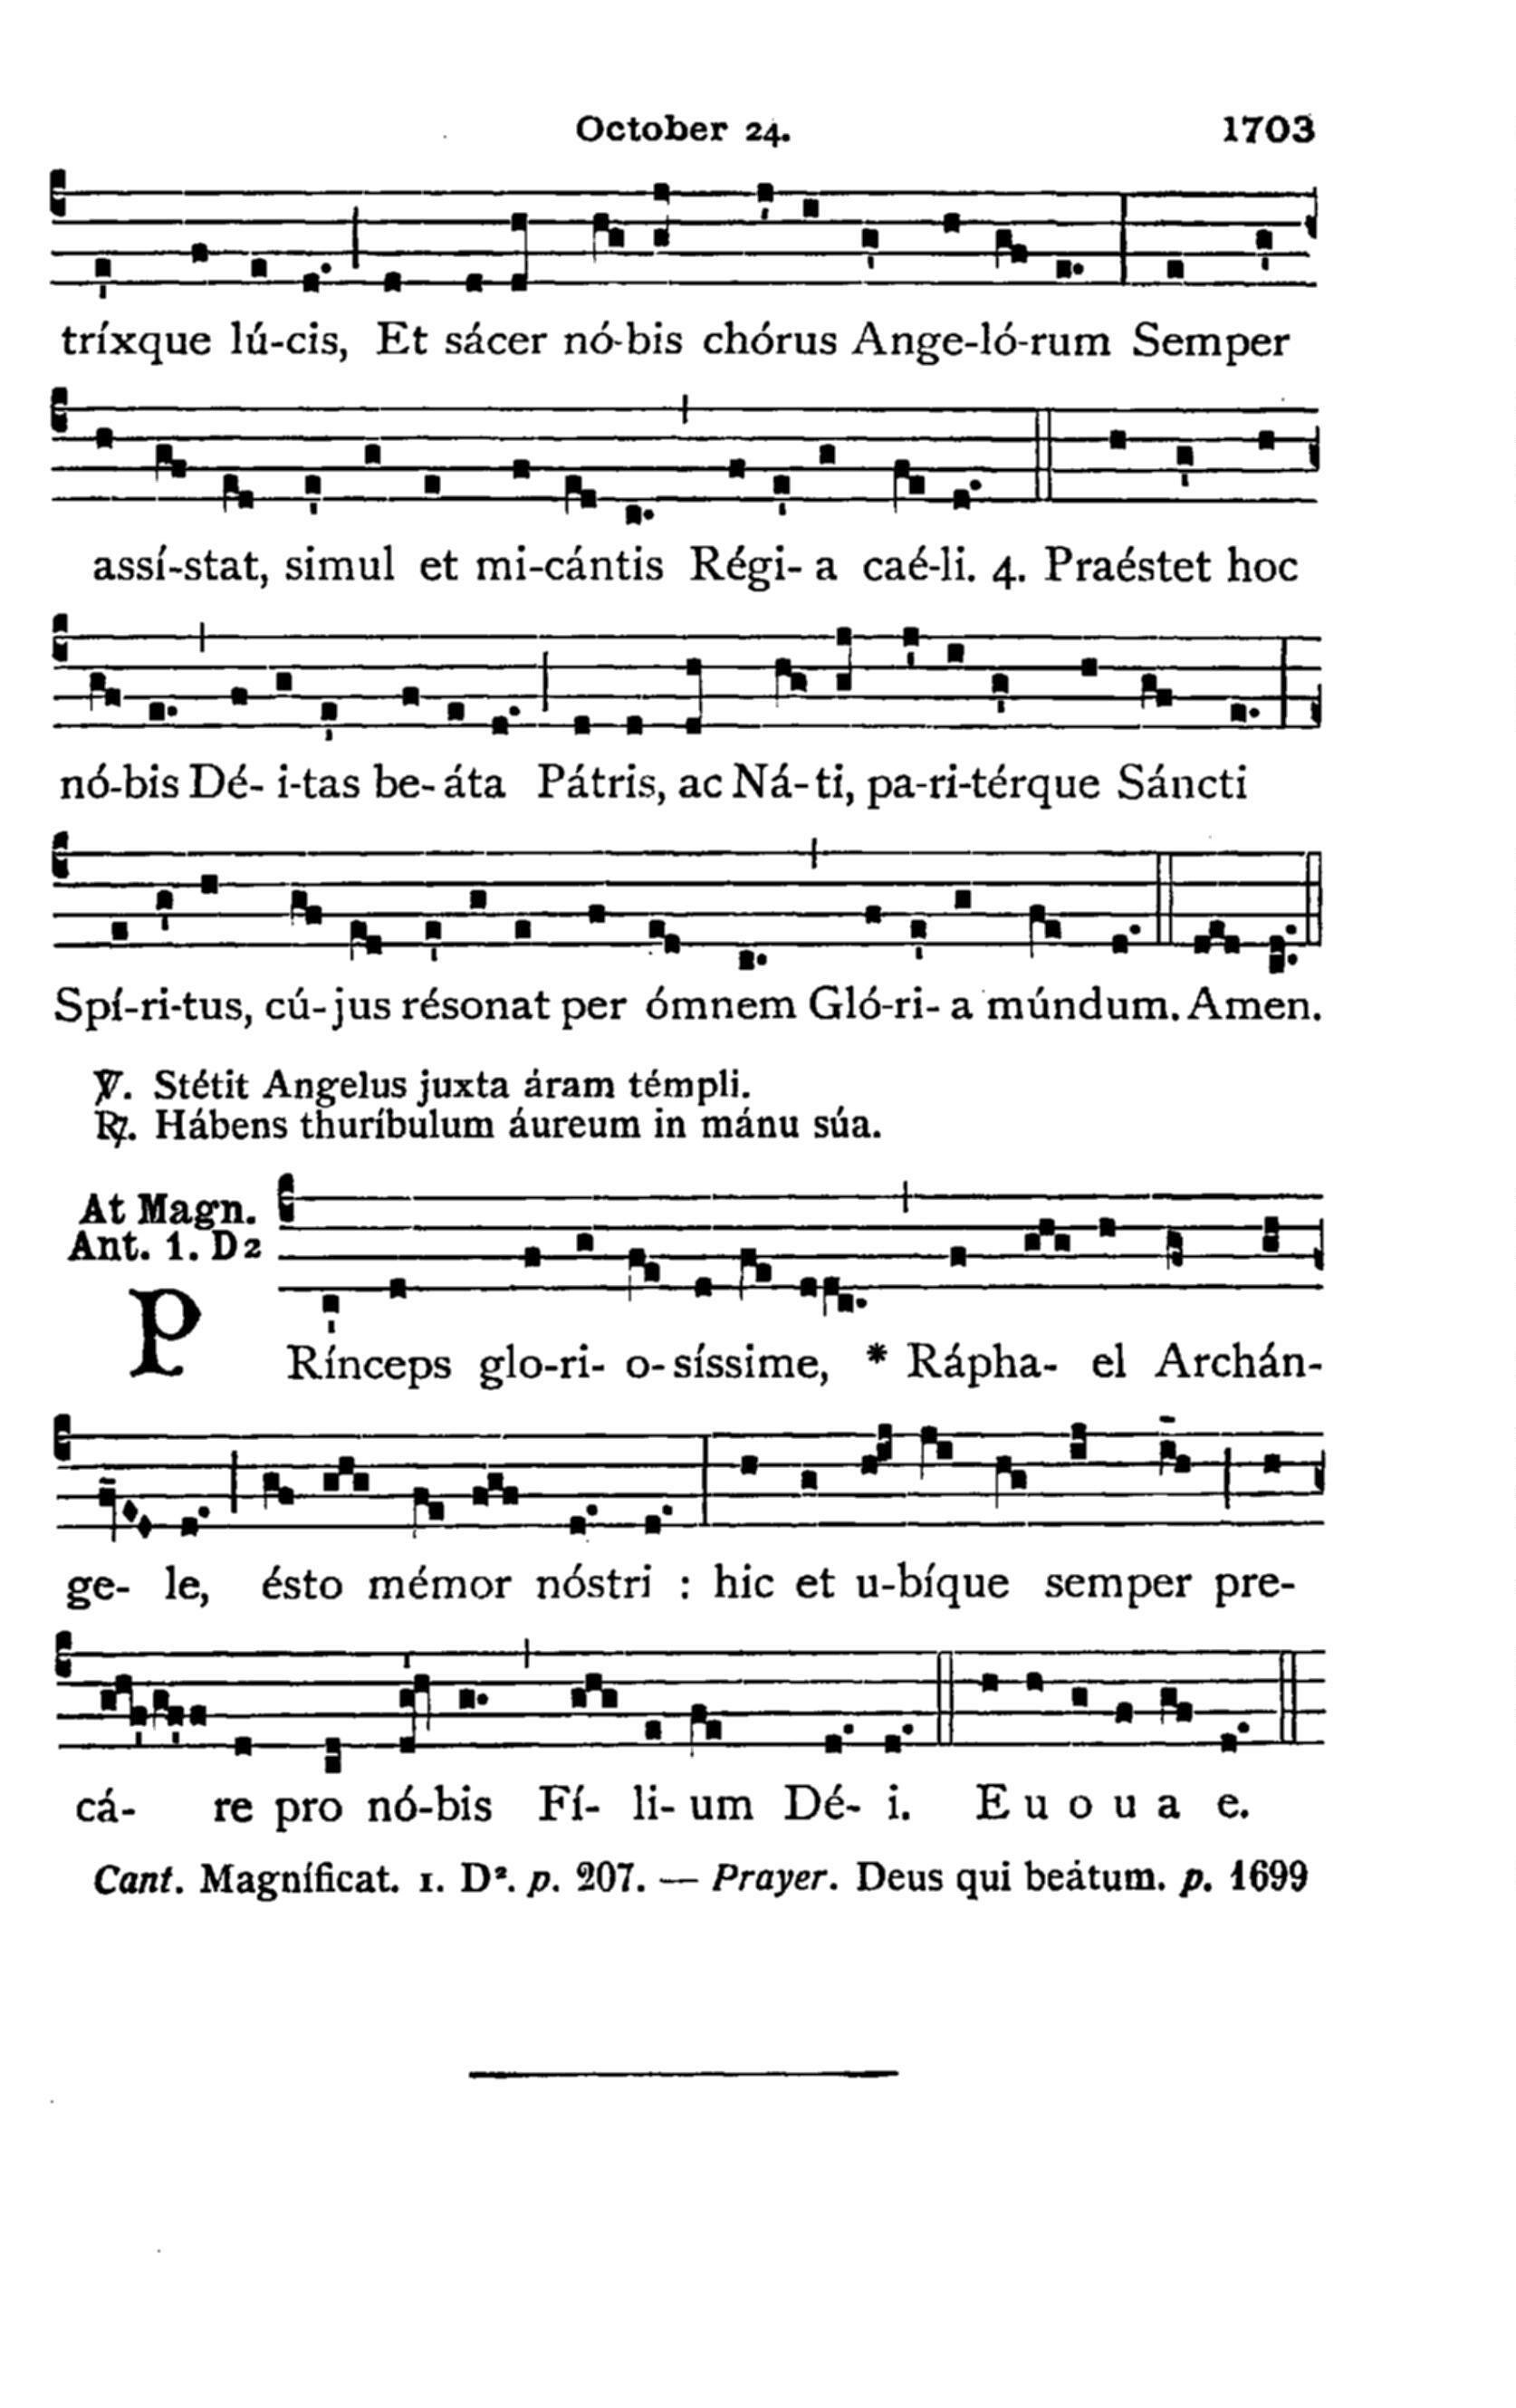 October 24. 1703
tríxque lú-cis, Et sácer nó-bis chórus Ange-ló-rum Semper
assí-stat, simul et mi-cántis Régi- a caé-li. 4. Praéstet hoc
nó-bis Dé- i-tas be-áta Pátris, ac Ná-ti, pa-ri-térque Sáncti
Spí-ri-tus, cú-jus résonat per ómnem Gló-ri- a múndum. Amen.
℣. Stétit Angelus juxta áram témpli.
℟. Hábens thuríbulum áureum in mánu súa.
At Magn.
Ant. 1. D2
PRínceps glo-ri- o-síssime, * Rápha- el Archán-
ge- le, ésto mémor nóstri : hic et u-bíque semper pre-
cá- re pro nó-bis Fí- li- um Dé- i. E u o u a e.
Cant. Magníficat. 1. D². p. 207. — Prayer. Deus qui beátum. p. 1699